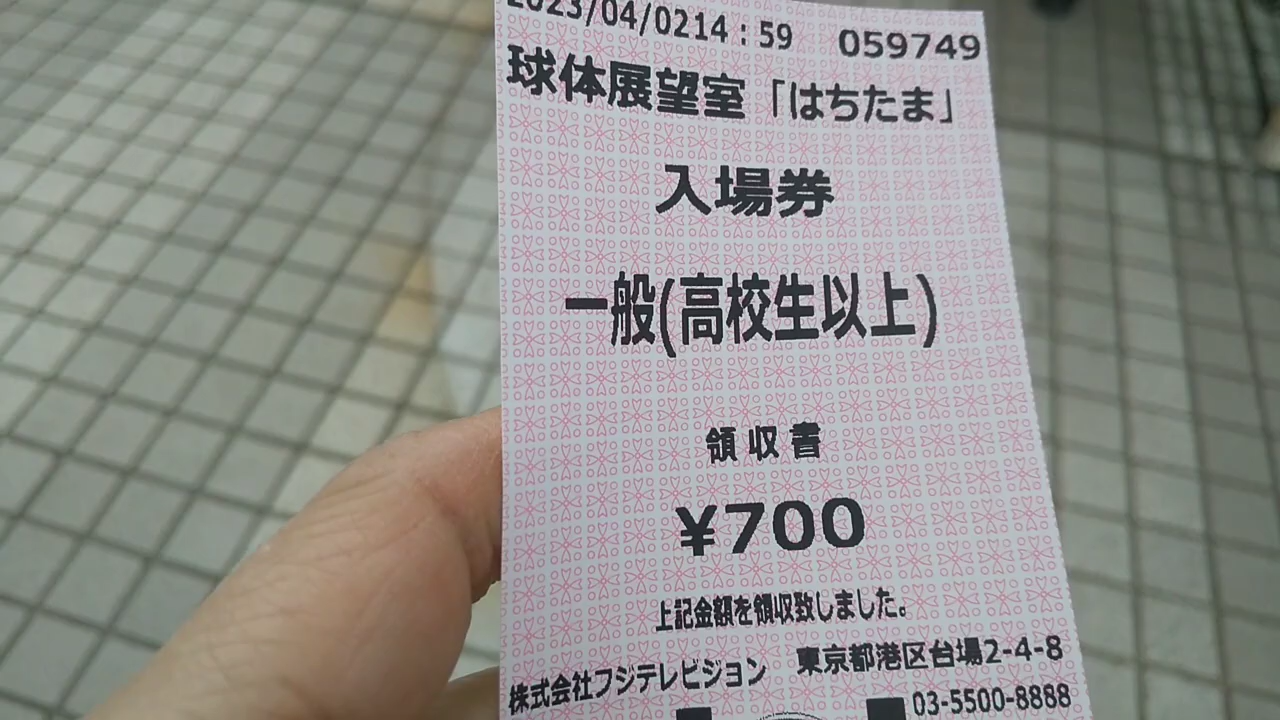 2023/04/0214:59 059749
球体展望室「はちたま」
入場券
一般(高校生以上)
領収書
¥700
上記金額を領収致しました。
株式会社フジテレビジョン 東京都港区台場2-4-8
03-5500-8888